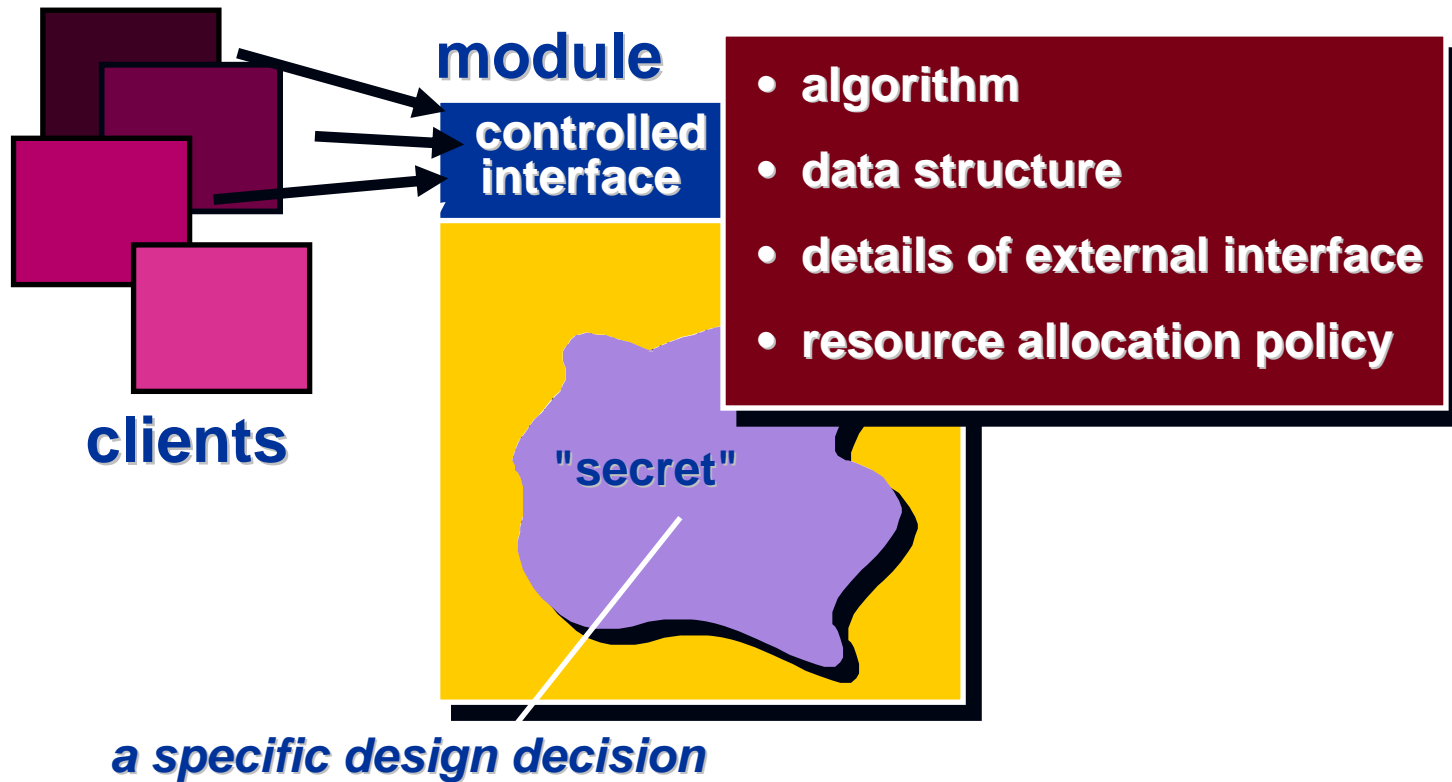 module
controlled
interface
• algorithm
• data structure
• details of external interface
• resource allocation policy
clients
"secret"
a specific design decision